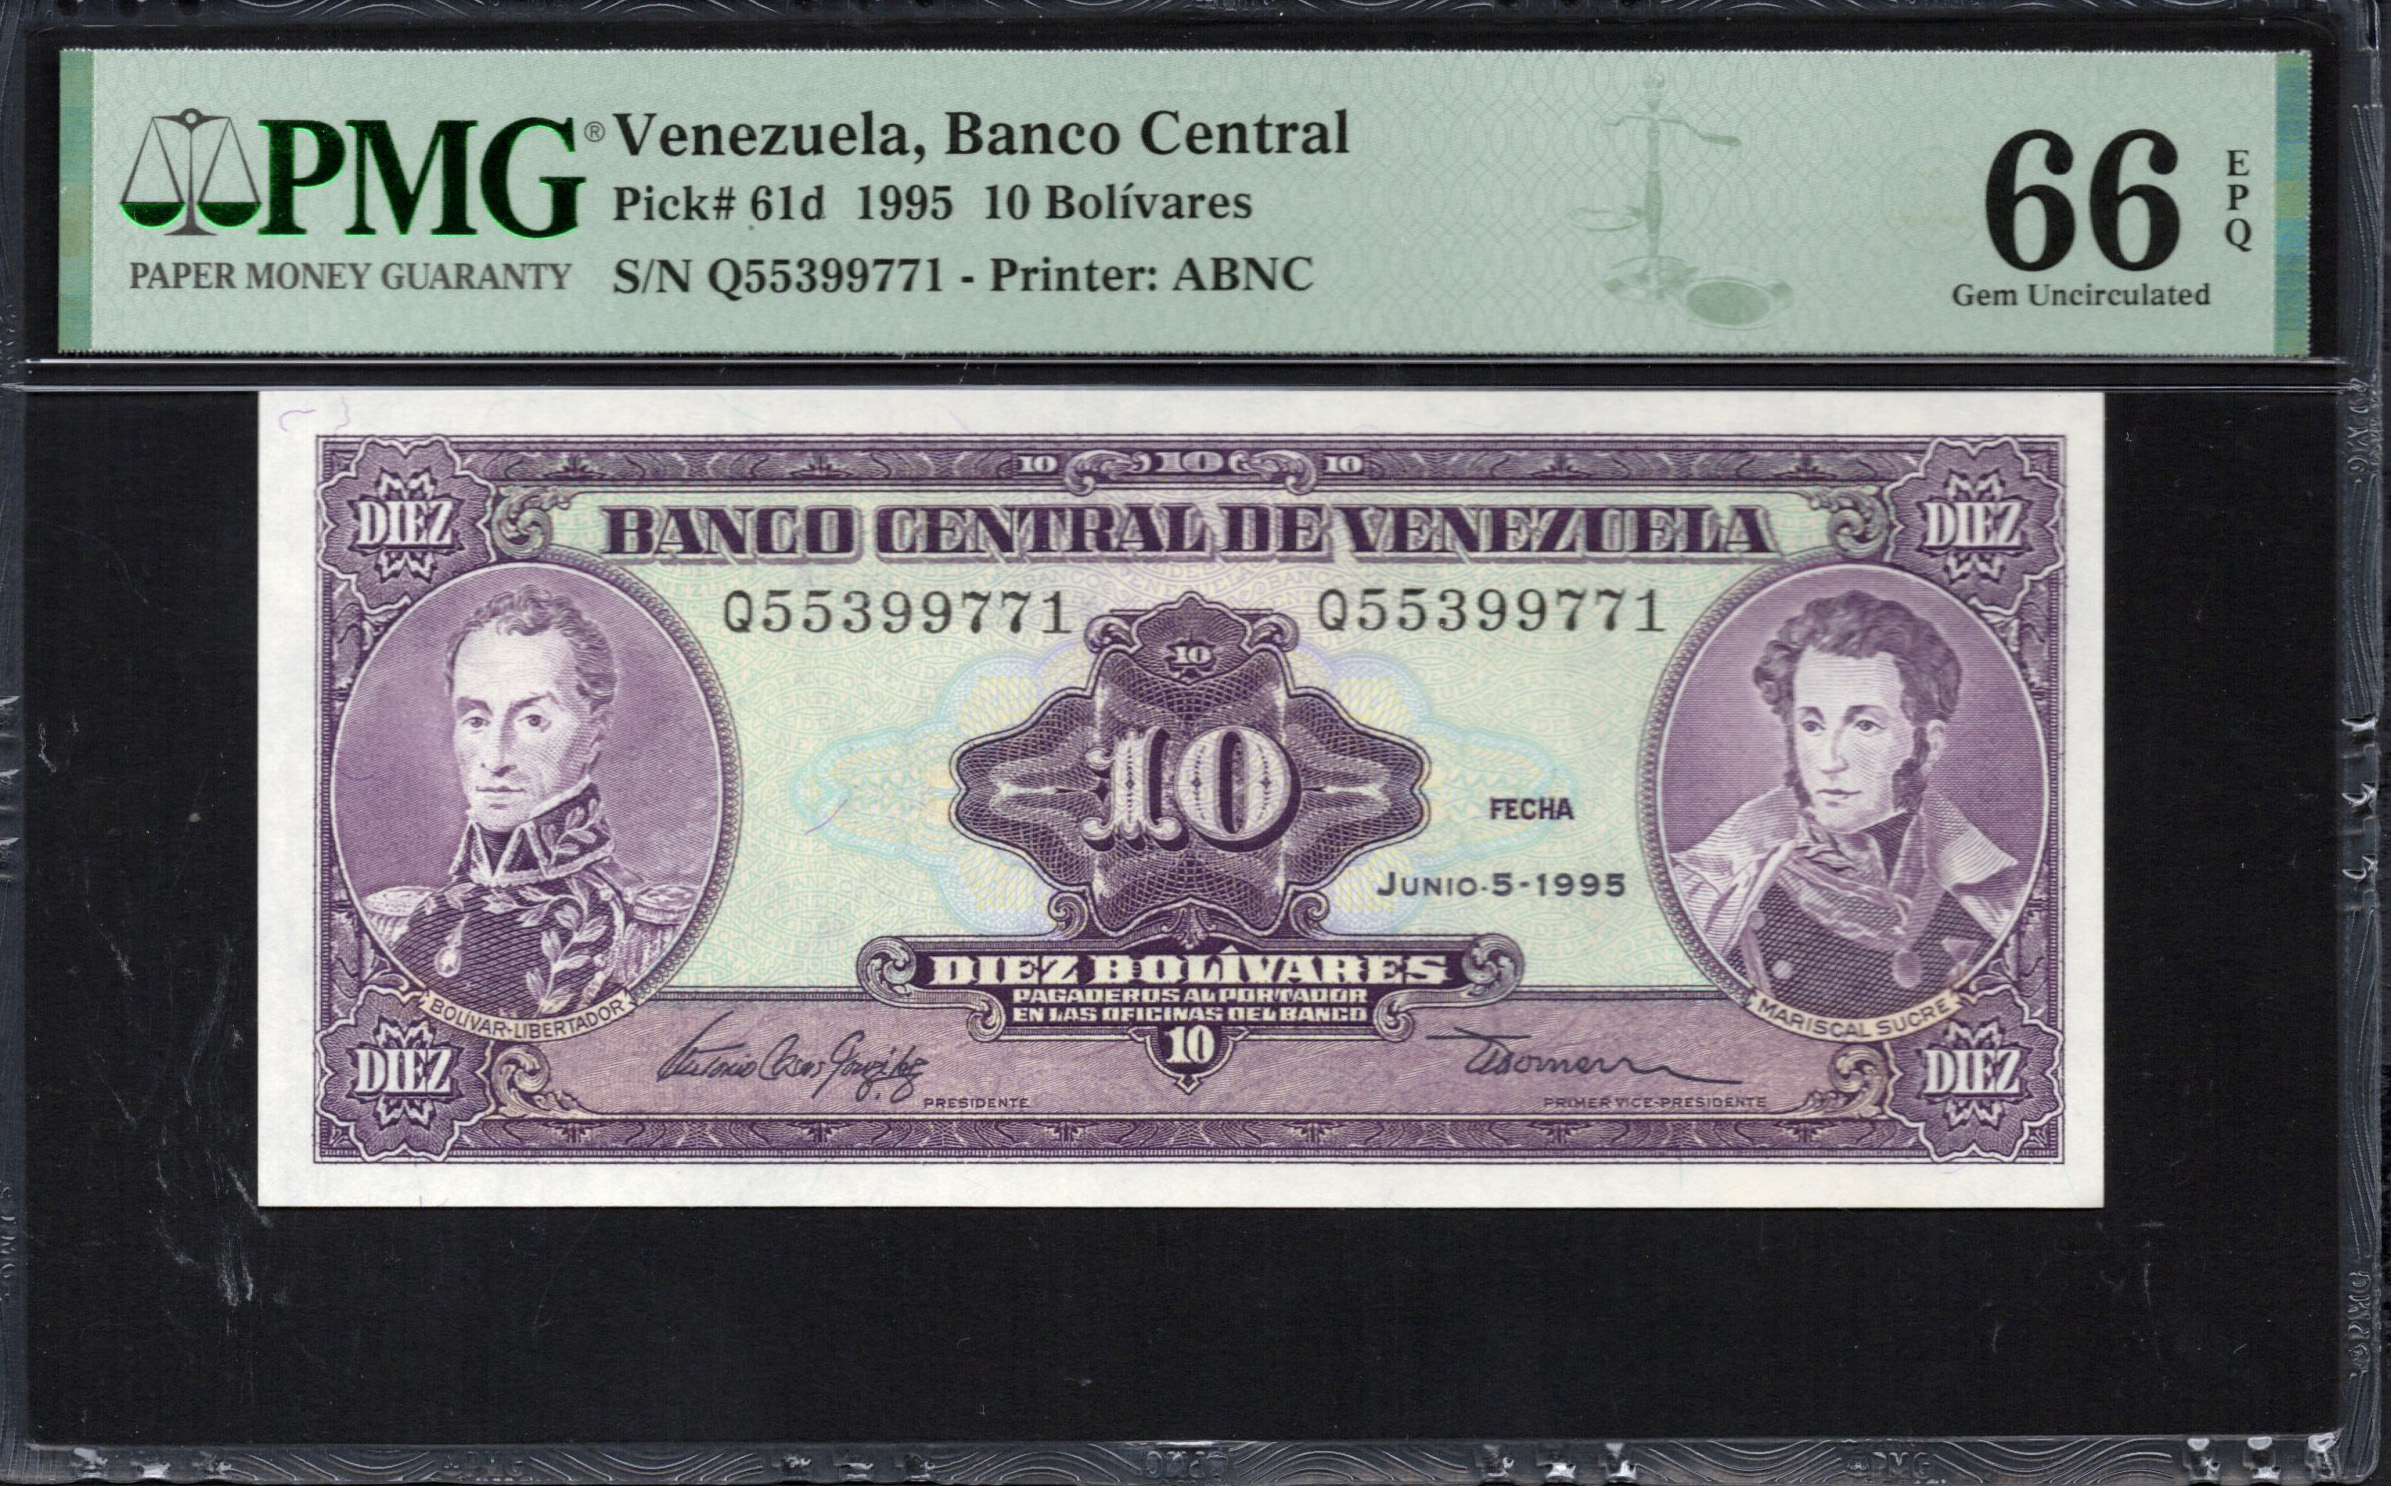 PMG® Venezuela, Banco Central
Pick# 61d 1995 10 Bolívares
PAPER MONEY GUARANTY S/N Q55399771 - Printer: ABNC
66 EPQ
Gem Uncirculated
10 10 10
DIEZ BANCO CENTRAL DE VENEZUELA DIEZ
Q55399771 Q55399771
10
10
FECHA
JUNIO-5-1995
DIEZ BOLÍVARES
PAGADEROS AL PORTADOR
EN LAS OFICINAS DEL BANCO
BOLÍVAR-LIBERTADOR MARISCAL SUCRE
DIEZ 10 DIEZ
PRESIDENTE PRIMER VICE-PRESIDENTE